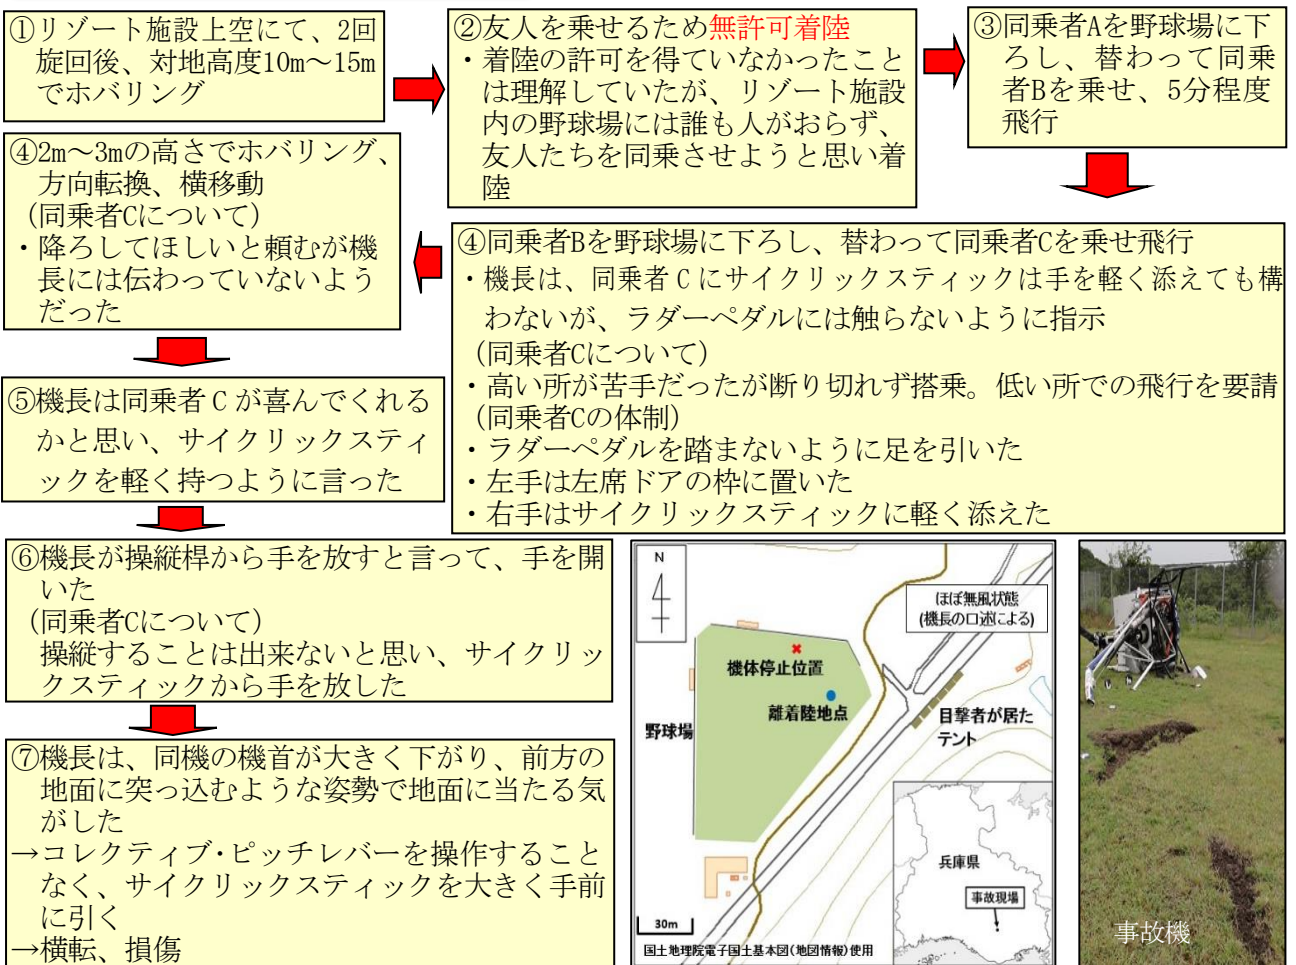 ①リゾート施設上空にて、2回
旋回後、対地高度10m～15m
でホバリング
②友人を乗せるため無許可着陸
・着陸の許可を得ていなかったこと
は理解していたが、リゾート施設
内の野球場には誰も人がおらず、
友人たちを同乗させようと思い着
陸
③同乗者Aを野球場に下
ろし、替わって同乗
者Bを乗せ、5分程度
飛行
④同乗者Bを野球場に下ろし、替わって同乗者Cを乗せ飛行
・機長は、同乗者Ｃにサイクリックスティックは手を軽く添えても構
わないが、ラダーペダルには触らないように指示
(同乗者Cについて)
・高い所が苦手だったが断り切れず搭乗。低い所での飛行を要請
(同乗者Cの体制)
・ラダーペダルを踏まないように足を引いた
・左手は左席ドアの枠に置いた
・右手はサイクリックスティックに軽く添えた
④2m～3mの高さでホバリング、
方向転換、横移動
(同乗者Cについて)
・降ろしてほしいと頼むが機
長には伝わっていないよう
だった
⑤機長は同乗者Ｃが喜んでくれる
かと思い、サイクリックスティ
ックを軽く持つように言った
⑥機長が操縦桿から手を放すと言って、手を開
いた
(同乗者Cについて)
操縦することは出来ないと思い、サイクリッ
クスティックから手を放した
⑦機長は、同機の機首が大きく下がり、前方の
地面に突っ込むような姿勢で地面に当たる気
がした
→コレクティブ・ピッチレバーを操作すること
なく、サイクリックスティックを大きく手前
に引く
→横転、損傷
N
ほぼ無風状態
(機長の口述による)
機体停止位置
離着陸地点
野球場
目撃者が居た
テント
兵庫県
事故現場
30m
国土地理院電子国土基本図(地図情報)使用
事故機